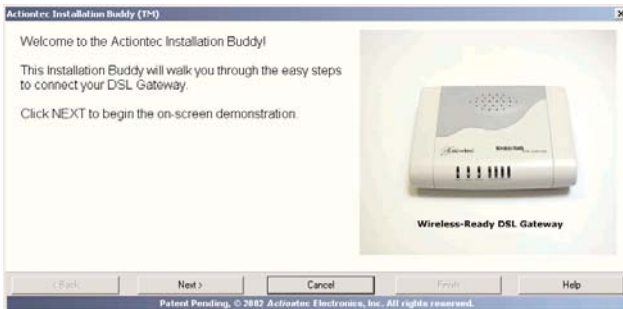 Actiontec Installation Buddy (TM)
Welcome to the Actiontec Installation Buddy!
This Installation Buddy will walk you through the easy steps
to connect your DSL Gateway.
Click NEXT to begin the on-screen demonstration.
Actiontec
Wireless-Ready DSL Gateway
< Back
Next >
Cancel
Finish
Help
Patent Pending, © 2002 Actiontec Electronics, Inc. All rights reserved.